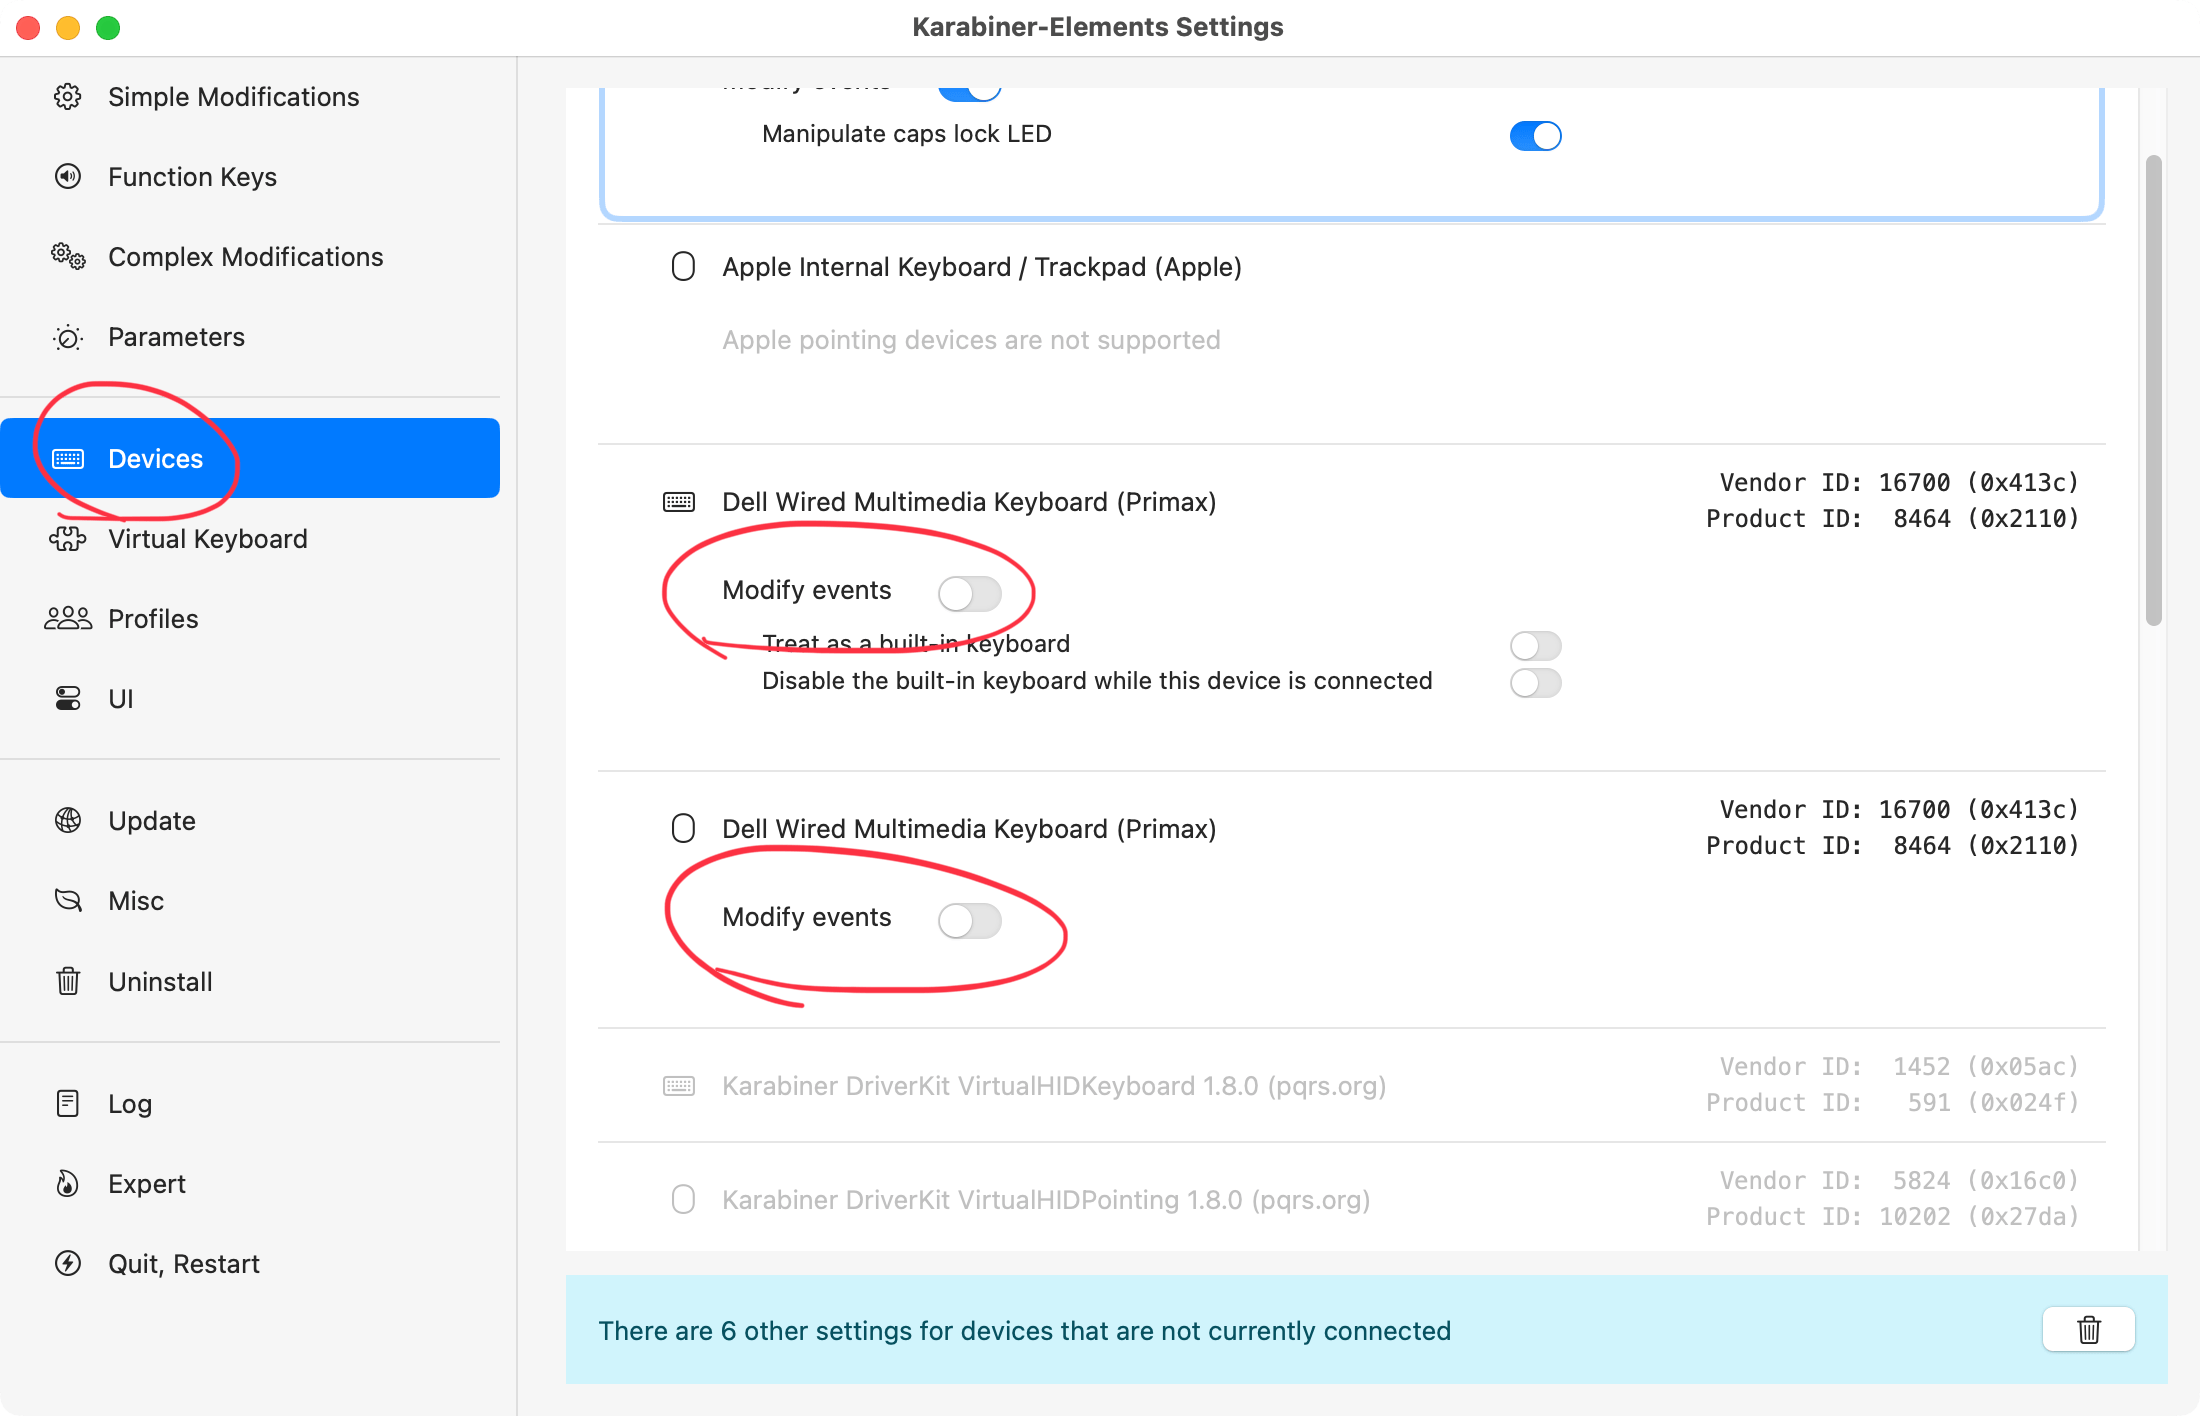 Karabiner-Elements Settings
Simple Modifications
Function Keys
Complex Modifications
Parameters
Devices
Virtual Keyboard
Profiles
UI
Update
Misc
Uninstall
Log
Expert
Quit, Restart
Modify events
Manipulate caps lock LED
Apple Internal Keyboard / Trackpad (Apple)
Apple pointing devices are not supported
Dell Wired Multimedia Keyboard (Primax)
Vendor ID: 16700 (0x413c)
Product ID: 8464 (0x2110)
Modify events
Treat as a built-in keyboard
Disable the built-in keyboard while this device is connected
Dell Wired Multimedia Keyboard (Primax)
Vendor ID: 16700 (0x413c)
Product ID: 8464 (0x2110)
Modify events
Karabiner DriverKit VirtualHIDKeyboard 1.8.0 (pqrs.org)
Vendor ID: 1452 (0x05ac)
Product ID: 591 (0x024f)
Karabiner DriverKit VirtualHIDPointing 1.8.0 (pqrs.org)
Vendor ID: 5824 (0x16c0)
Product ID: 10202 (0x27da)
There are 6 other settings for devices that are not currently connected